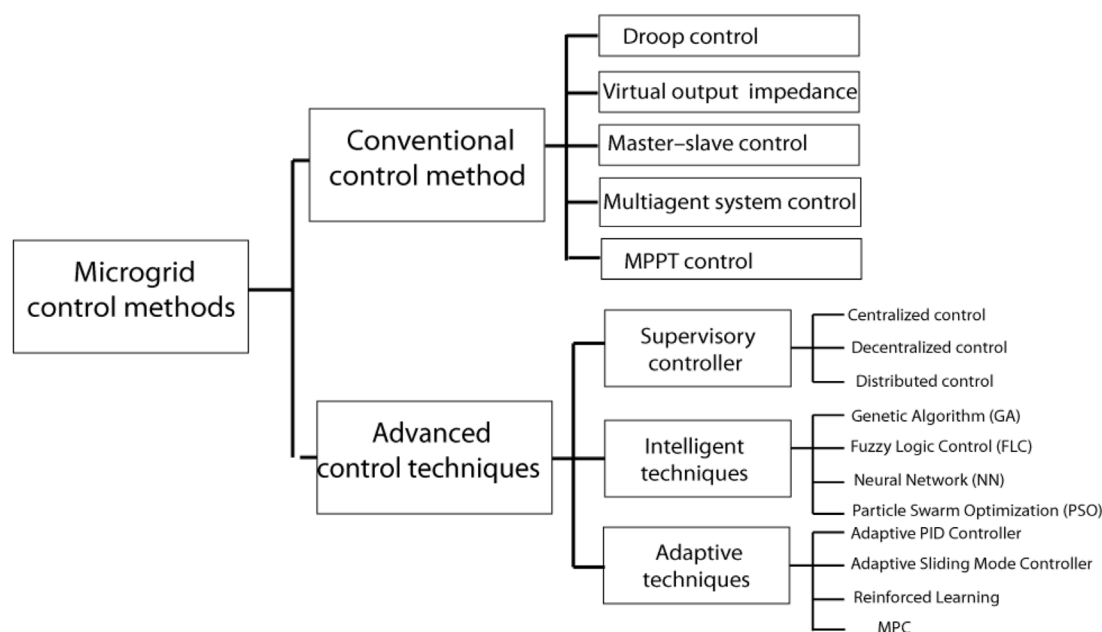 Microgrid
control methods
Conventional
control method
Droop control
Virtual output impedance
Master–slave control
Multiagent system control
MPPT control
Advanced
control techniques
Supervisory
controller
Centralized control
Decentralized control
Distributed control
Intelligent
techniques
Genetic Algorithm (GA)
Fuzzy Logic Control (FLC)
Neural Network (NN)
Particle Swarm Optimization (PSO)
Adaptive
techniques
Adaptive PID Controller
Adaptive Sliding Mode Controller
Reinforced Learning
MPC